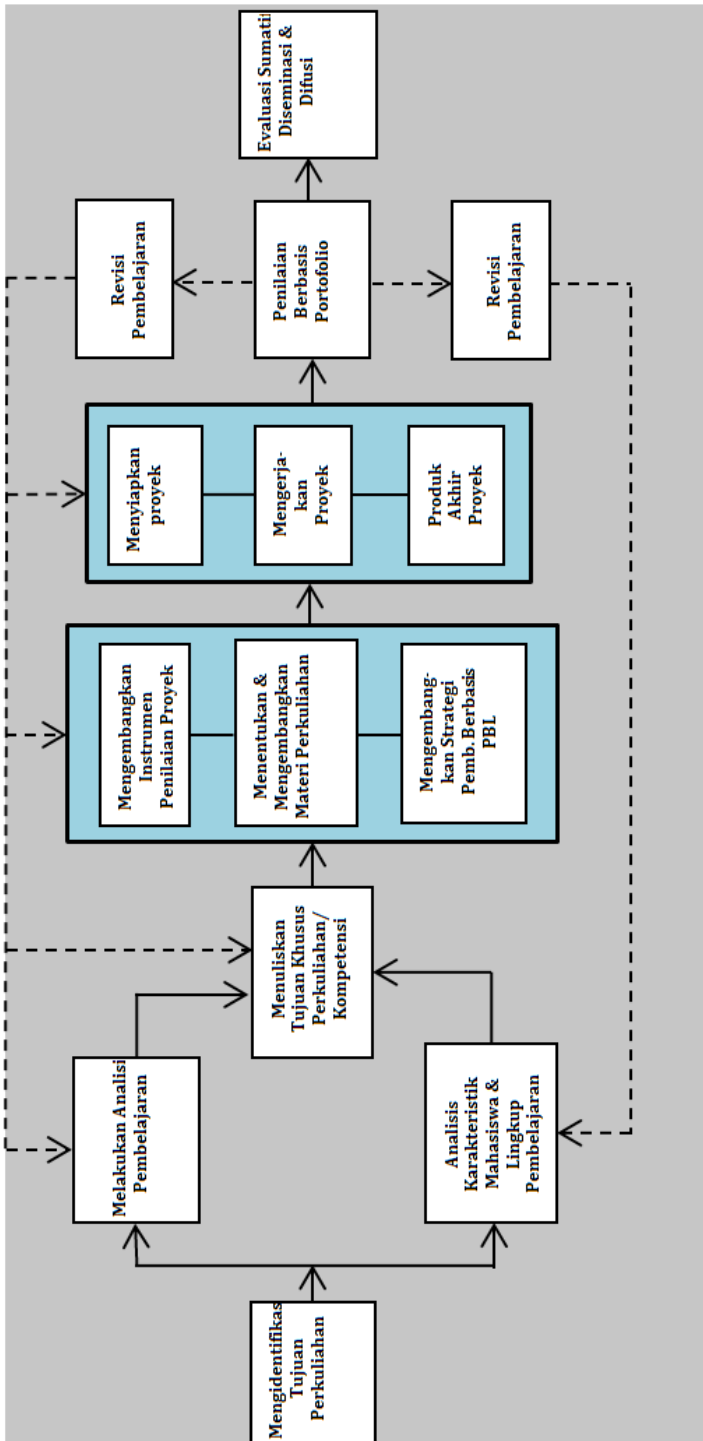 Mengidentifikas
Tujuan
Perkuliahan
Melakukan Analisi
Pembelajaran
Analisis
Karakteristik
Mahasiswa &
Lingkup
Pembelajaran
Menuliskan
Tujuan Khusus
Perkuliahan/
Kompetensi
Mengembangkan
Instrumen
Penilaian Proyek
Menentukan &
Mengembangkan
Materi Perkuliahan
Mengembang-
kan Strategi
Pemb. Berbasis
PBL
Menyiapkan
proyek
Mengerja-
kan
Proyek
Produk
Akhir
Proyek
Revisi
Pembelajaran
Penilaian
Berbasis
Portofolio
Revisi
Pembelajaran
Evaluasi Sumatif
Diseminasi &
Difusi